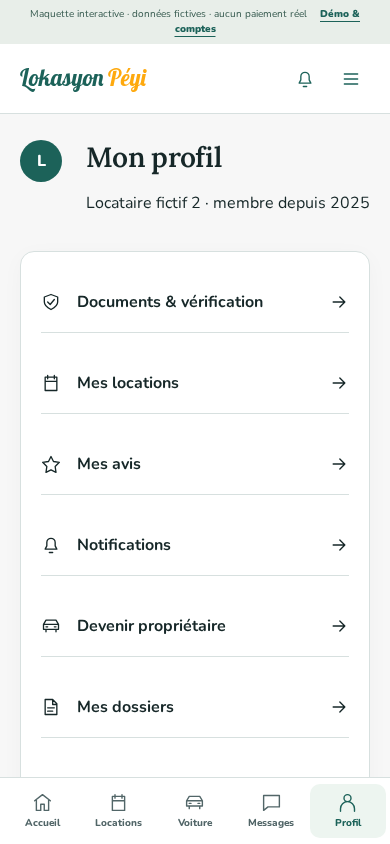 Maquette interactive · données fictives · aucun paiement réel Démo &
comptes
Lokasyon Péyi
L
Mon profil
Locataire fictif 2 · membre depuis 2025
Documents & vérification
Mes locations
Mes avis
Notifications
Devenir propriétaire
Mes dossiers
Accueil Locations Voiture Messages Profil